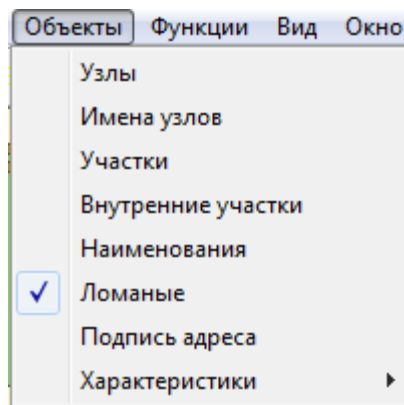 Объекты Функции Вид Окно
Узлы
Имена узлов
Участки
Внутренние участки
Наименования
Ломаные
Подпись адреса
Характеристики